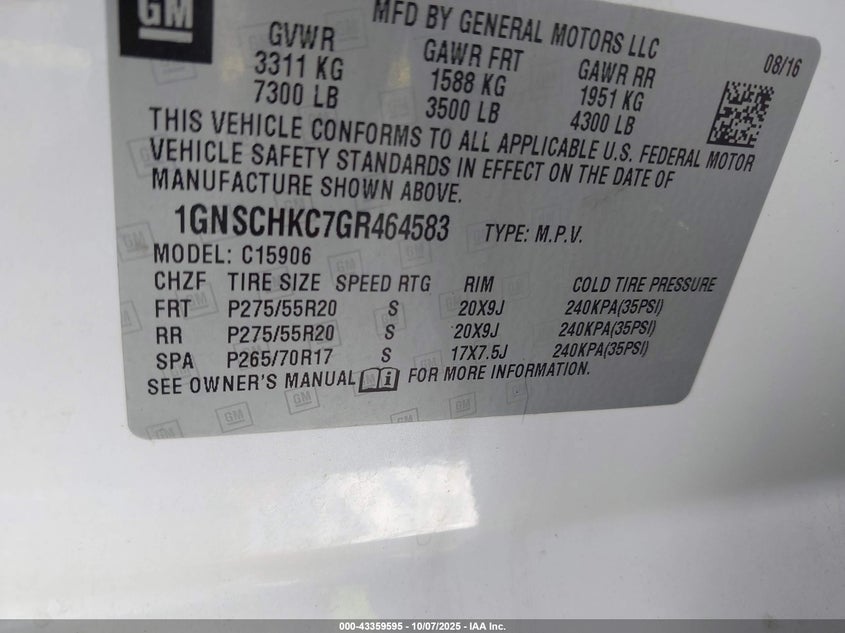 GM
MFD BY GENERAL MOTORS LLC
08/16
GVWR GAWR FRT GAWR RR
3311 KG 1588 KG 1951 KG
7300 LB 3500 LB 4300 LB
THIS VEHICLE CONFORMS TO ALL APPLICABLE U.S. FEDERAL MOTOR
VEHICLE SAFETY STANDARDS IN EFFECT ON THE DATE OF
MANUFACTURE SHOWN ABOVE.
1GNSCHKC7GR464583 TYPE: M.P.V.
MODEL: C15906
CHZF TIRE SIZE SPEED RTG RIM COLD TIRE PRESSURE
FRT P275/55R20 S 20X9J 240KPA(35PSI)
RR P275/55R20 S 20X9J 240KPA(35PSI)
SPA P265/70R17 S 17X7.5J 240KPA(35PSI)
SEE OWNER'S MANUAL i FOR MORE INFORMATION.
000-43359595 - 10/07/2025 - IAA Inc.